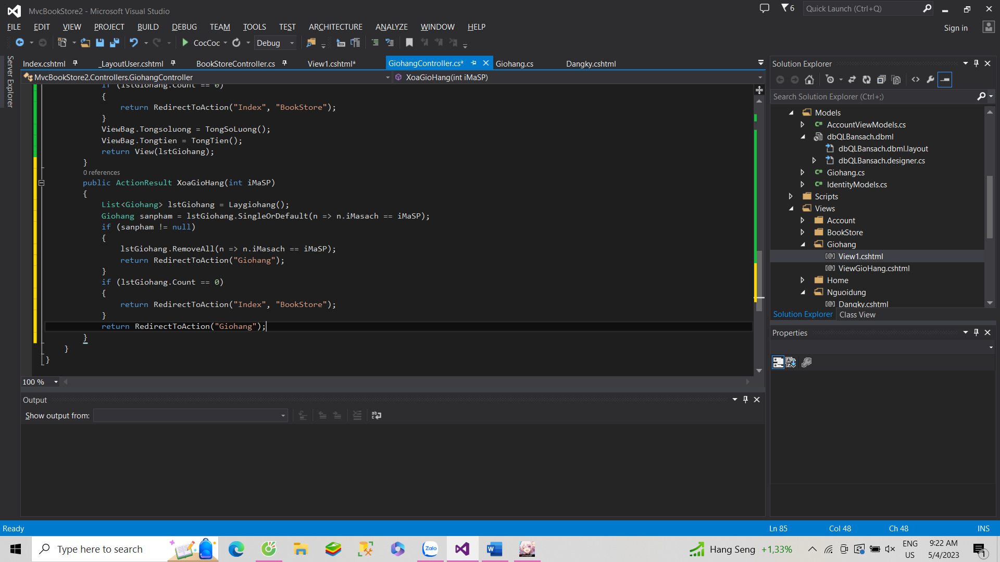 MvcBookStore2 - Microsoft Visual Studio
6
Quick Launch (Ctrl+Q)
FILE EDIT VIEW PROJECT BUILD DEBUG TEAM TOOLS TEST ARCHITECTURE ANALYZE WINDOW HELP
Sign in
CocCoc
Debug
Server Explorer
Index.cshtml _LayoutUser.cshtml BookStoreController.cs View1.cshtml* GiohangController.cs* Giohang.cs Dangky.cshtml
MvcBookStore2.Controllers.GiohangController
XoaGioHang(int iMaSP)
if (lstGiohang.Count == 0)
{
return RedirectToAction("Index", "BookStore");
}
ViewBag.Tongsoluong = TongSoLuong();
ViewBag.Tongtien = TongTien();
return View(lstGiohang);
}
0 references
public ActionResult XoaGioHang(int iMaSP)
{
List<Giohang> lstGiohang = Laygiohang();
Giohang sanpham = lstGiohang.SingleOrDefault(n => n.iMasach == iMaSP);
if (sanpham != null)
{
lstGiohang.RemoveAll(n => n.iMasach == iMaSP);
return RedirectToAction("Giohang");
}
if (lstGiohang.Count == 0)
{
return RedirectToAction("Index", "BookStore");
}
return RedirectToAction("Giohang");
}
}
}
100 %
Output
Show output from:
Solution Explorer
Search Solution Explorer (Ctrl+;)
Models
C# AccountViewModels.cs
dbQLBansach.dbml
dbQLBansach.dbml.layout
dbQLBansach.designer.cs
C# Giohang.cs
C# IdentityModels.cs
Scripts
Views
Account
BookStore
Giohang
[@] View1.cshtml
[@] ViewGioHang.cshtml
Home
Nguoidung
[@] Dangky.cshtml
Solution Explorer Class View
Properties
Ready
Ln 85 Col 48 Ch 48 INS
Type here to search
Zalo
Hang Seng +1,33%
ENG
US
9:22 AM
5/4/2023
1